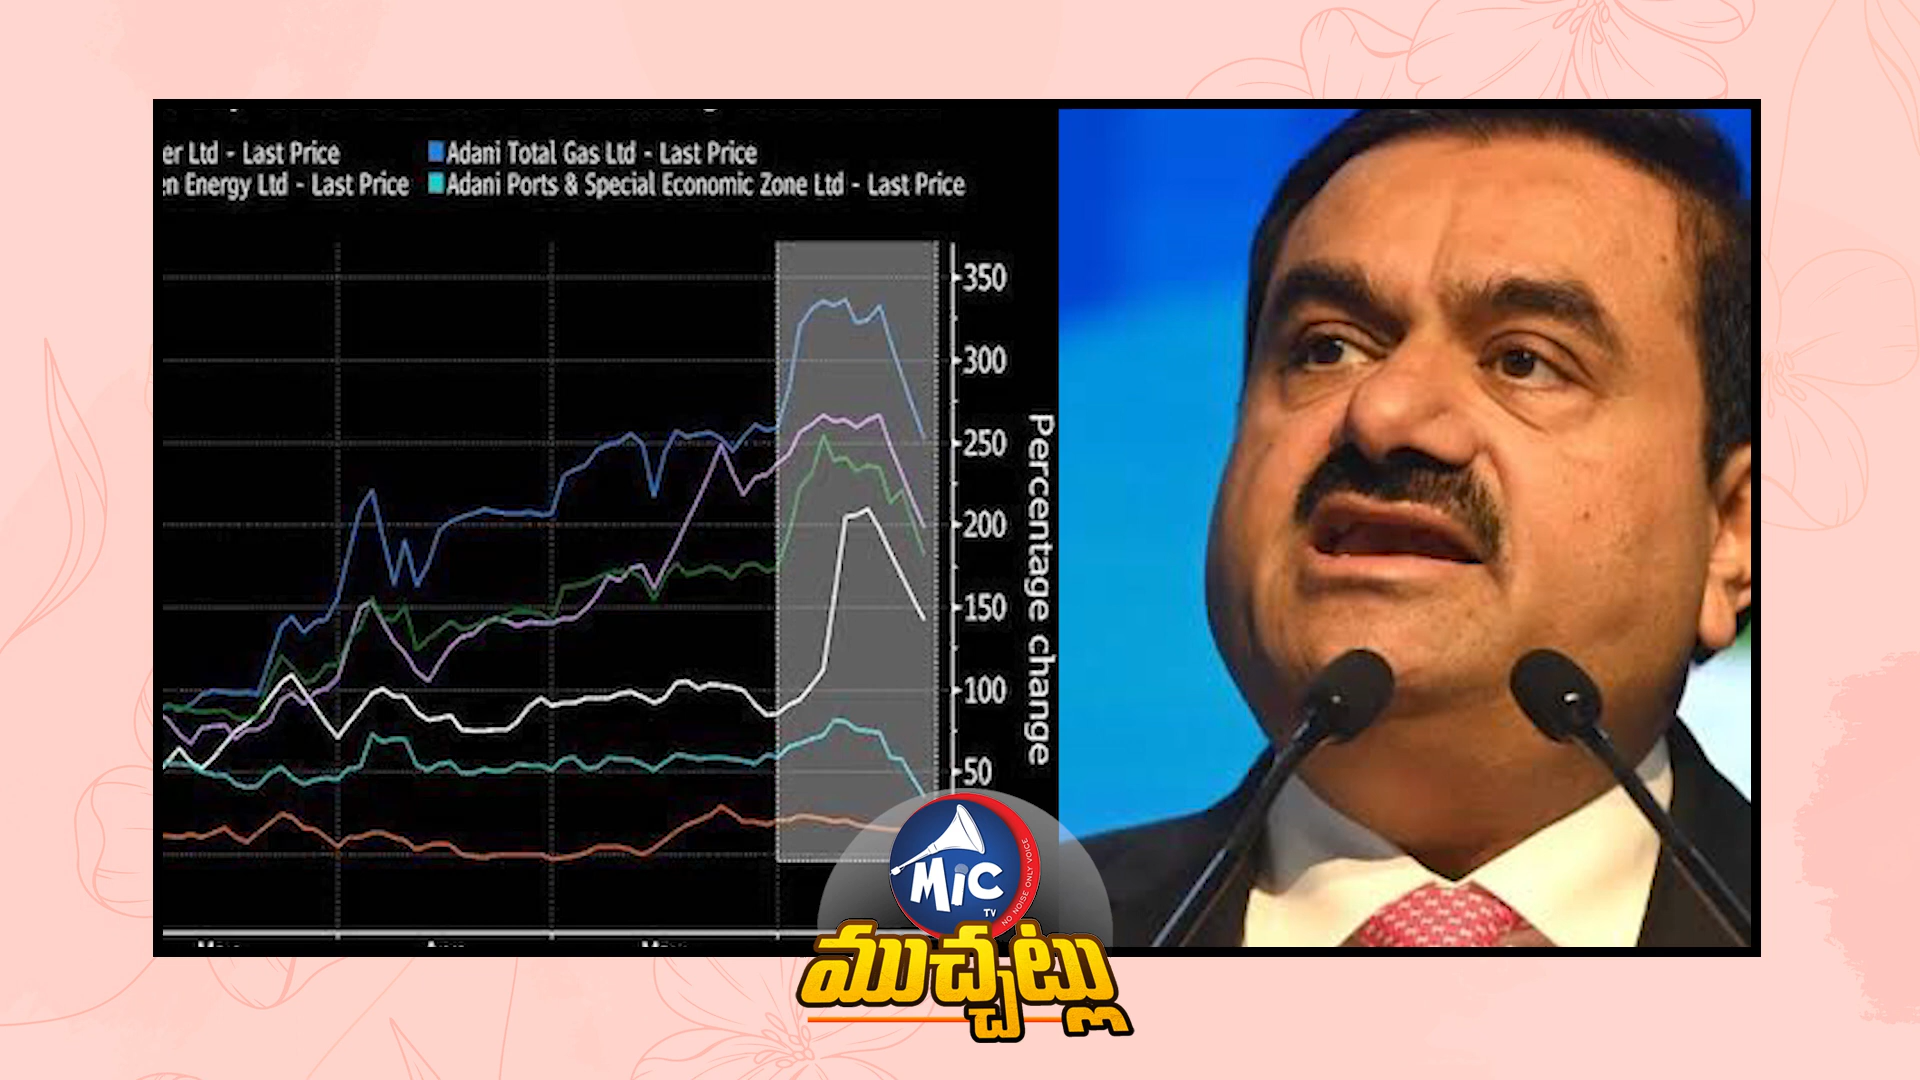 er Ltd - Last Price
Adani Total Gas Ltd - Last Price
en Energy Ltd - Last Price
Adani Ports & Special Economic Zone Ltd - Last Price
350
300
250
200
150
100
50
Percentage change
MiC
TV
NO NOISE ONLY VOICE
ముచ్చట్లు